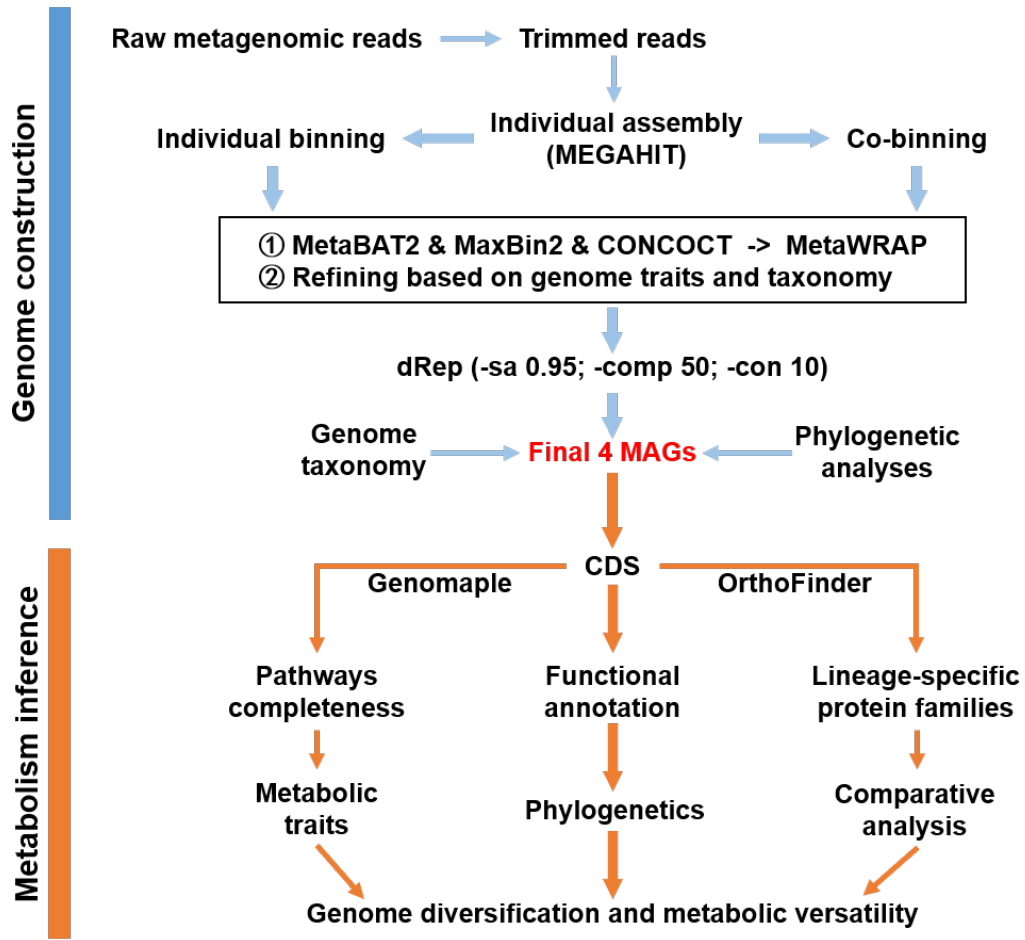 Genome construction
Raw metagenomic reads
Trimmed reads
Individual binning
Individual assembly
(MEGAHIT)
Co-binning
① MetaBAT2 & MaxBin2 & CONCOCT -> MetaWRAP
② Refining based on genome traits and taxonomy
dRep (-sa 0.95; -comp 50; -con 10)
Genome
taxonomy
Final 4 MAGs
Phylogenetic
analyses
Metabolism inference
CDS
Genomaple
OrthoFinder
Pathways
completeness
Functional
annotation
Lineage-specific
protein families
Metabolic
traits
Phylogenetics
Comparative
analysis
Genome diversification and metabolic versatility